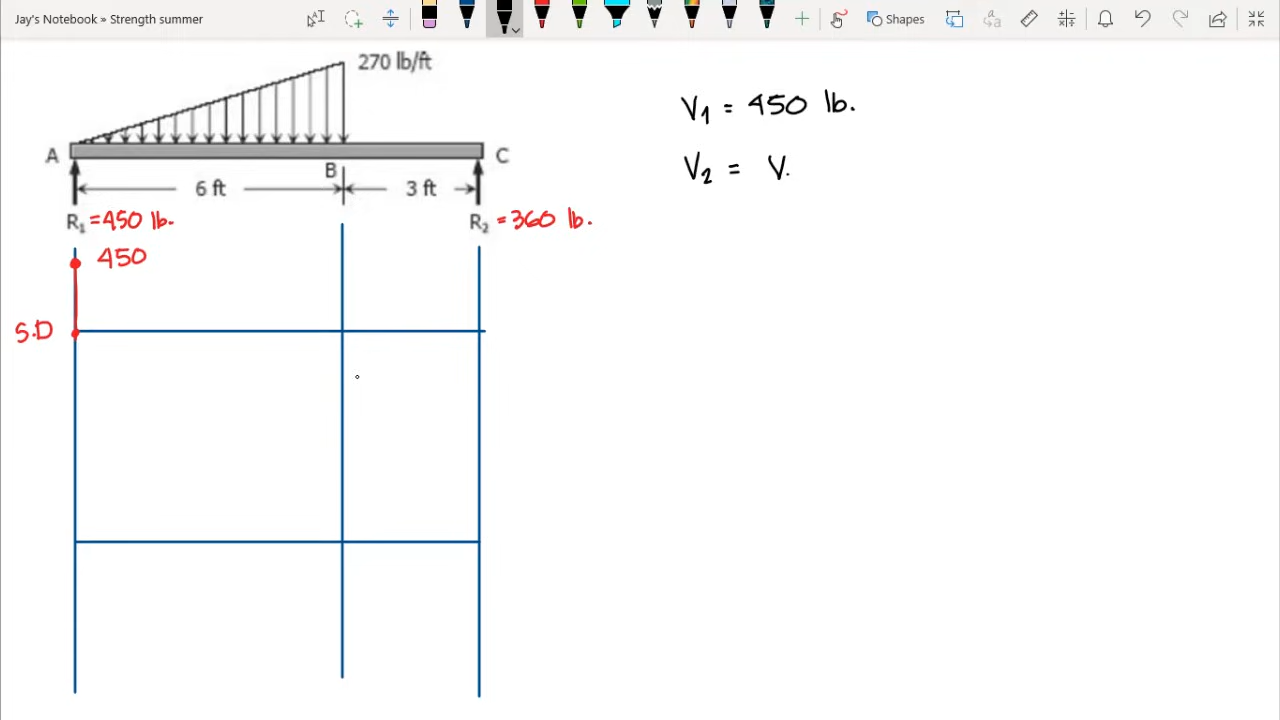 Jay's Notebook » Strength summer
Shapes
270 lb/ft
A
B
C
6 ft
3 ft
R₁ = 450 lb.
R₂ = 360 lb.
450
S.D
V₁ = 450 lb.
V₂ = V.